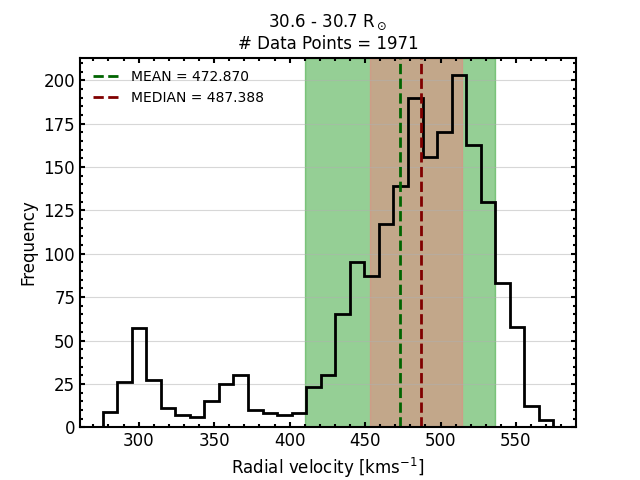 30.6 - 30.7 R⊙
# Data Points = 1971
MEAN = 472.870
MEDIAN = 487.388
Frequency
200
175
150
125
100
75
50
25
0
300 350 400 450 500 550
Radial velocity [kms⁻¹]